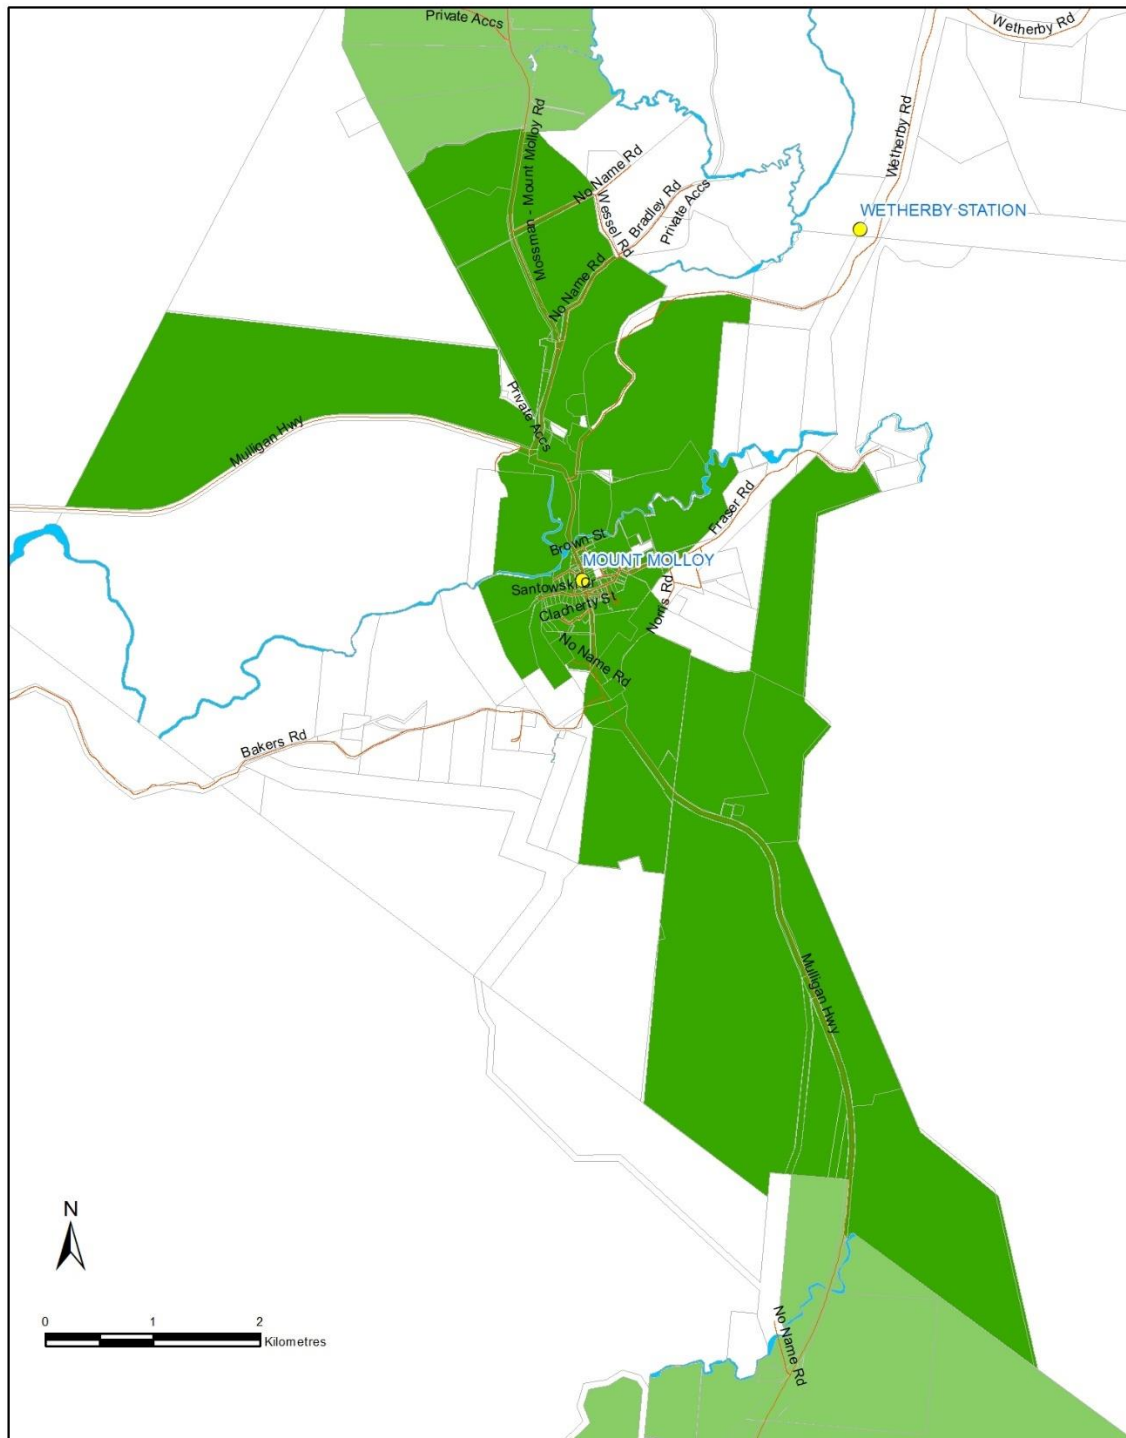 Private Accs
Wetherby Rd
Wetherby Rd
Mossman - Mount Molloy Rd
No Name Rd
Wessel Rd
Bradley Rd
Private Accs
WETHERBY STATION
No Name Rd
Private Accs
Mulligan Hwy
Fraser Rd
Brown St
MOUNT MOLLOY
Santowski Cr
Clacherty St
Norris Rd
No Name Rd
Bakers Rd
Mulligan Hwy
N
0 1 2
Kilometres
No Name Rd